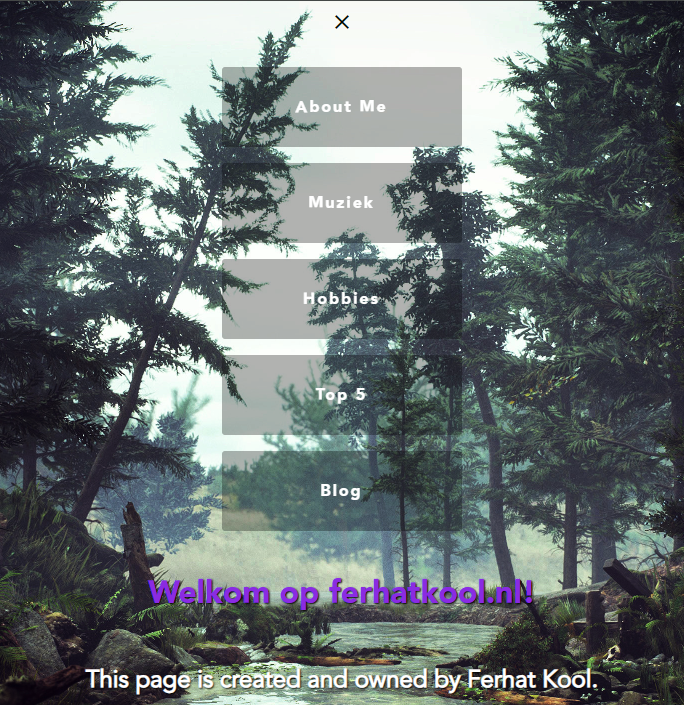 ×
About Me
Muziek
Hobbies
Top 5
Blog
Welkom op ferhatkool.nl!
This page is created and owned by Ferhat Kool.